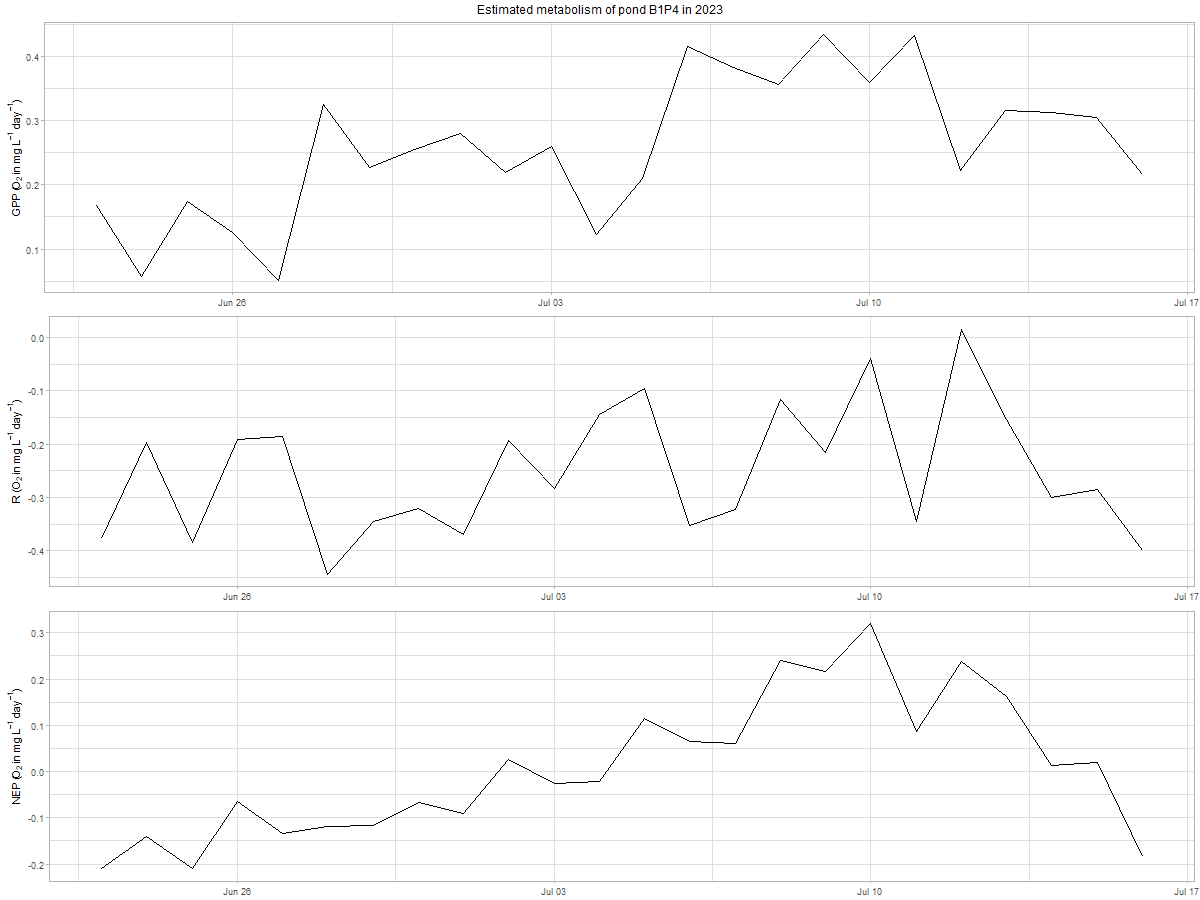 Estimated metabolism of pond B1P4 in 2023
GPP (O₂ in mg L⁻¹ day⁻¹)
0.4
0.3
0.2
0.1
Jun 26
Jul 03
Jul 10
Jul 17
R (O₂ in mg L⁻¹ day⁻¹)
0.0
-0.1
-0.2
-0.3
-0.4
Jun 26
Jul 03
Jul 10
Jul 17
NEP (O₂ in mg L⁻¹ day⁻¹)
0.3
0.2
0.1
0.0
-0.1
-0.2
Jun 26
Jul 03
Jul 10
Jul 17